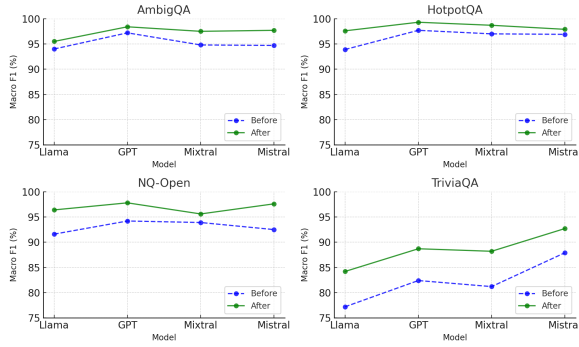 AmbigQA
100
95
90
85
80
75
Macro F1 (%)
Before
After
Llama GPT Mixtral Mistral
Model
HotpotQA
100
95
90
85
80
75
Macro F1 (%)
Before
After
Llama GPT Mixtral Mistra
Model
NQ-Open
100
95
90
85
80
75
Macro F1 (%)
Before
After
Llama GPT Mixtral Mistral
Model
TriviaQA
100
95
90
85
80
75
Macro F1 (%)
Before
After
Llama GPT Mixtral Mistra
Model